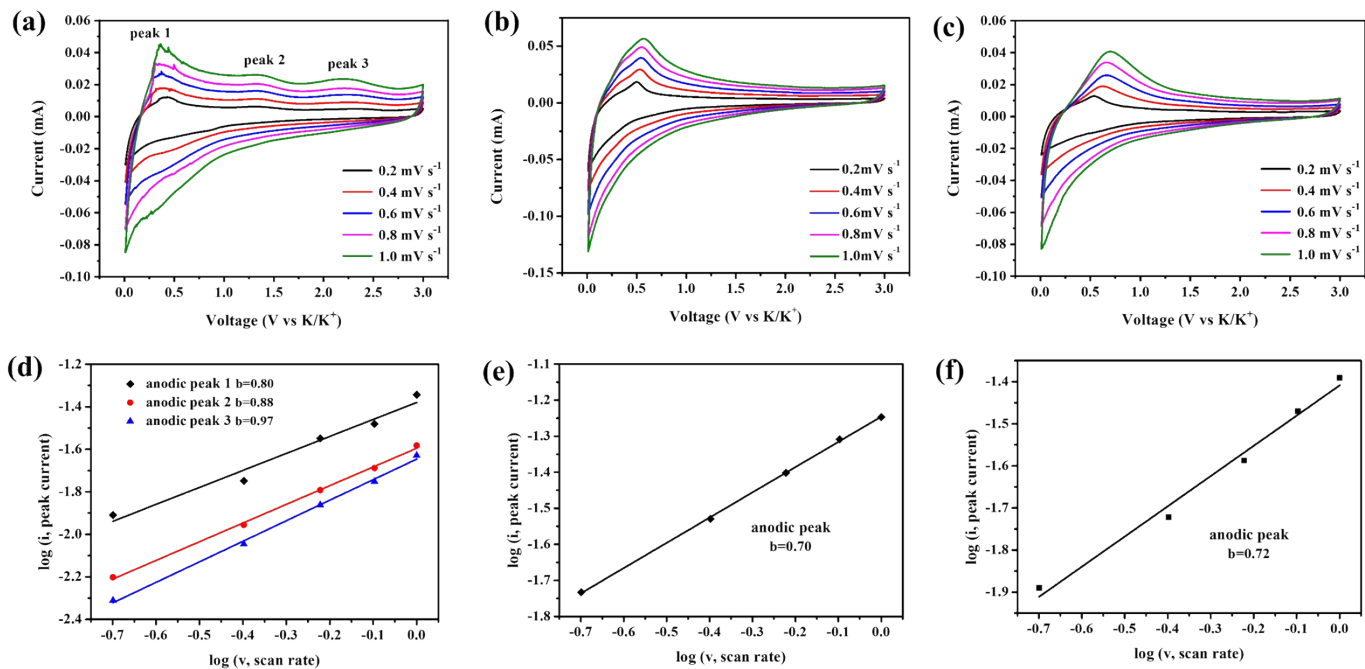 (a)
peak 1
peak 2
peak 3
0.06
0.04
0.02
0.00
-0.02
-0.04
-0.06
-0.08
-0.10
Current (mA)
0.2 mV s⁻¹
0.4 mV s⁻¹
0.6 mV s⁻¹
0.8 mV s⁻¹
1.0 mV s⁻¹
0.0 0.5 1.0 1.5 2.0 2.5 3.0
Voltage (V vs K/K⁺)
(b)
0.05
0.00
-0.05
-0.10
-0.15
Current (mA)
0.2mV s⁻¹
0.4mV s⁻¹
0.6mV s⁻¹
0.8mV s⁻¹
1.0mV s⁻¹
0.0 0.5 1.0 1.5 2.0 2.5 3.0
Voltage (V vs K/K⁺)
(c)
0.06
0.04
0.02
0.00
-0.02
-0.04
-0.06
-0.08
-0.10
Current (mA)
0.2 mV s⁻¹
0.4 mV s⁻¹
0.6 mV s⁻¹
0.8 mV s⁻¹
1.0 mV s⁻¹
0.0 0.5 1.0 1.5 2.0 2.5 3.0
Voltage (V vs K/K⁺)
(d)
-1.2
-1.4
-1.6
-1.8
-2.0
-2.2
-2.4
log (i, peak current)
anodic peak 1 b=0.80
anodic peak 2 b=0.88
anodic peak 3 b=0.97
-0.7 -0.6 -0.5 -0.4 -0.3 -0.2 -0.1 0.0
log (v, scan rate)
(e)
-1.1
-1.2
-1.3
-1.4
-1.5
-1.6
-1.7
-1.8
log (i, peak current)
anodic peak
b=0.70
-0.7 -0.6 -0.5 -0.4 -0.3 -0.2 -0.1 0.0
log (v, scan rate)
(f)
-1.4
-1.5
-1.6
-1.7
-1.8
-1.9
log (i, peak current)
anodic peak
b=0.72
-0.7 -0.6 -0.5 -0.4 -0.3 -0.2 -0.1 0.0
log (v, scan rate)